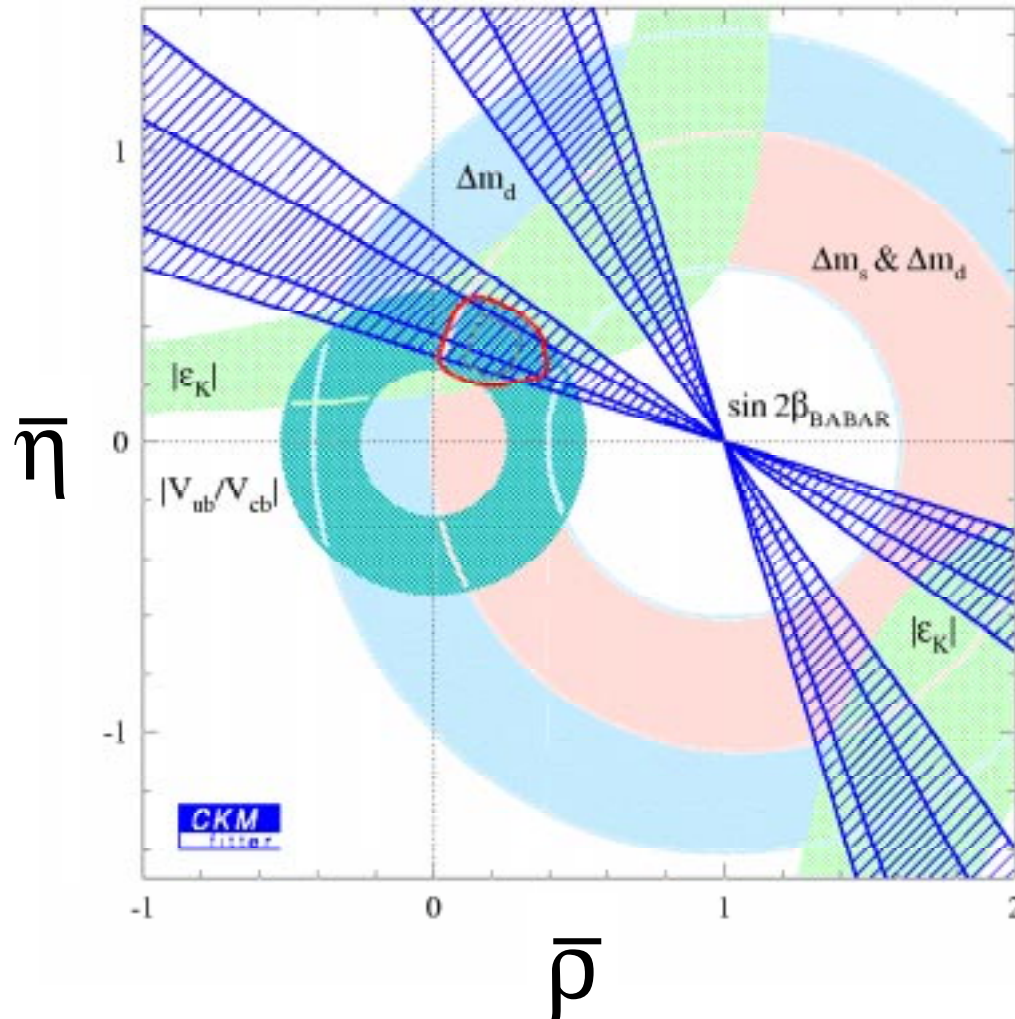 1
Δm_d
Δm_s & Δm_d
|ε_K|
sin 2β_BABAR
η̅
0
|V_ub/V_cb|
|ε_K|
-1
CKM
fitter
-1 0 1 2
ρ̅